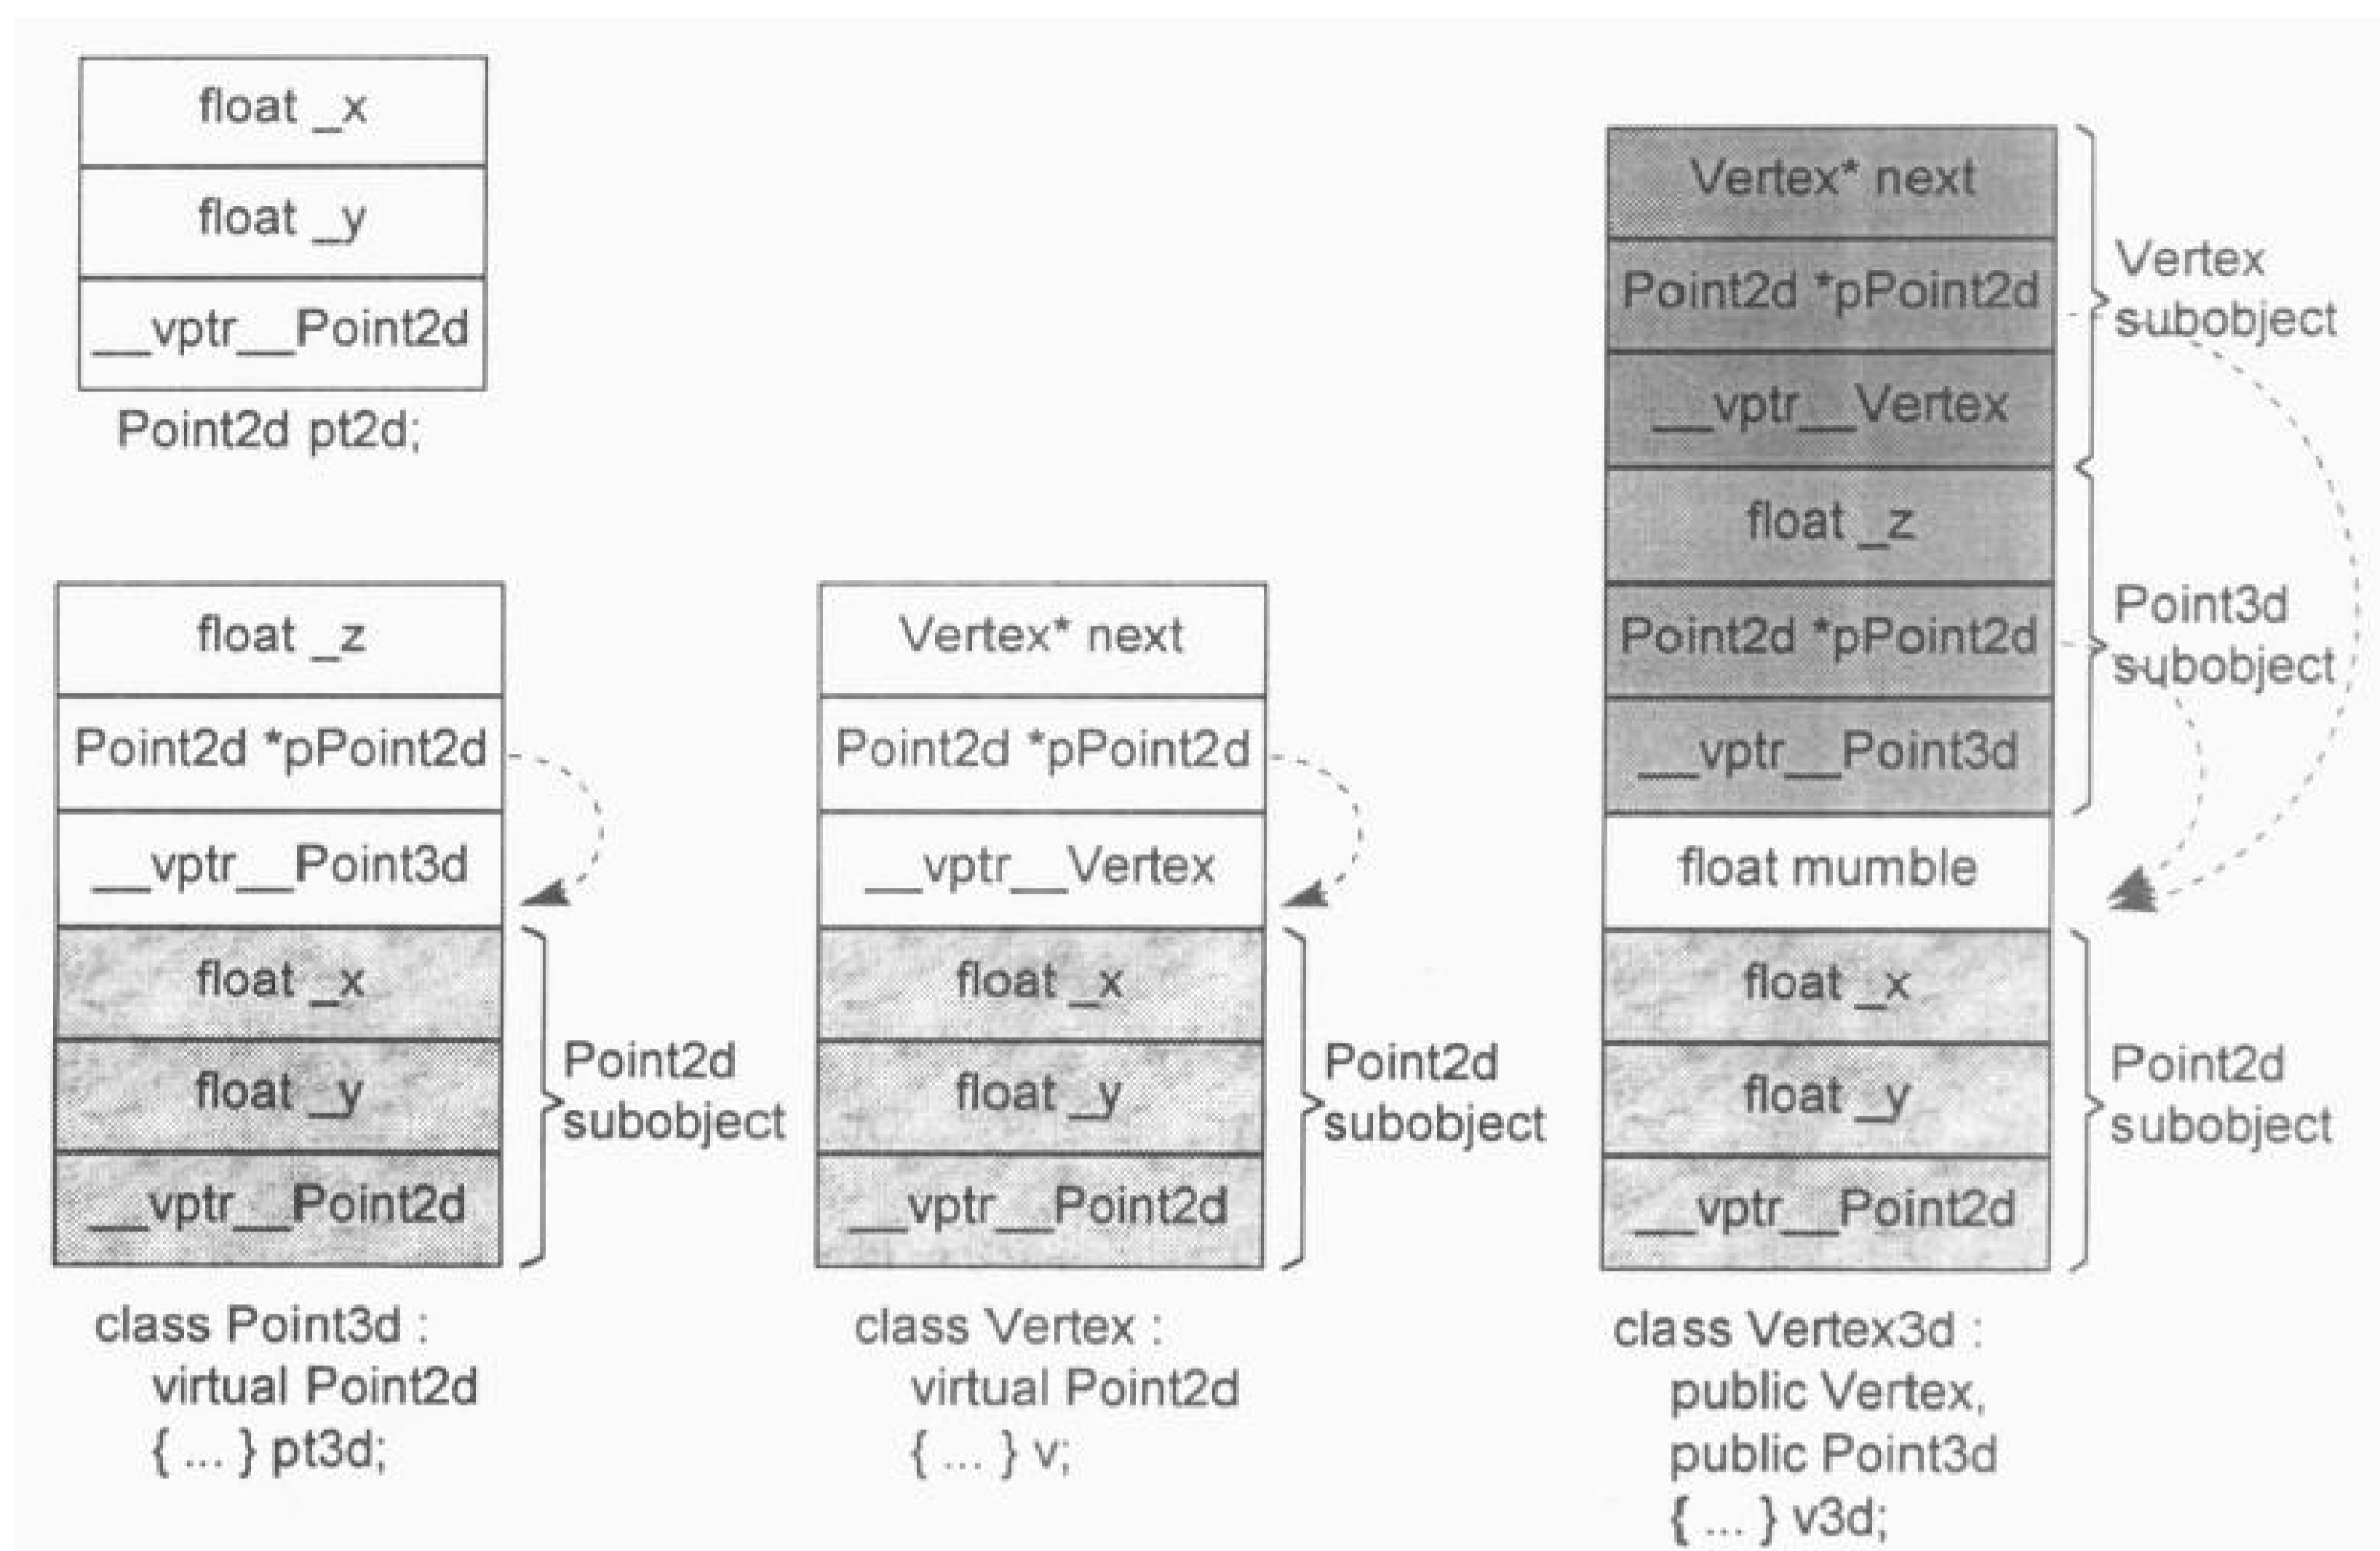 float _x
float _y
__vptr__Point2d
Point2d pt2d;
float _z
Point2d *pPoint2d
__vptr__Point3d
float _x
float _y
__vptr__Point2d
Point2d
subobject
class Point3d :
virtual Point2d
{ ... } pt3d;
Vertex* next
Point2d *pPoint2d
__vptr__Vertex
float _x
float _y
__vptr__Point2d
Point2d
subobject
class Vertex :
virtual Point2d
{ ... } v;
Vertex* next
Point2d *pPoint2d
__vptr__Vertex
Vertex
subobject
float _z
Point2d *pPoint2d
__vptr__Point3d
Point3d
subobject
float mumble
float _x
float _y
__vptr__Point2d
Point2d
subobject
class Vertex3d :
public Vertex,
public Point3d
{ ... } v3d;